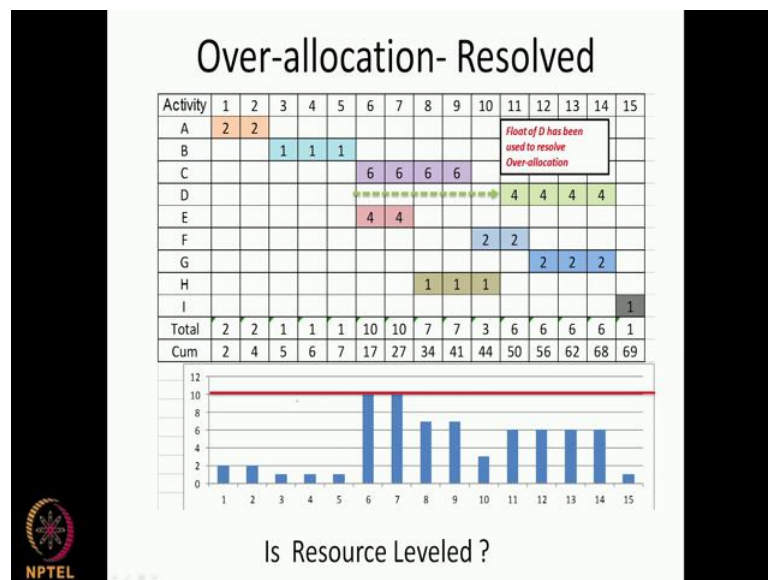 Over-allocation- Resolved
Activity 1 2 3 4 5 6 7 8 9 10 11 12 13 14 15
A 2 2
Float of D has been
used to resolve
Over-allocation
B 1 1 1
C 6 6 6 6
D 4 4 4 4
E 4 4
F 2 2
G 2 2 2
H 1 1 1
I 1
Total 2 2 1 1 1 10 10 7 7 3 6 6 6 6 1
Cum 2 4 5 6 7 17 27 34 41 44 50 56 62 68 69
12
10
8
6
4
2
0
1 2 3 4 5 6 7 8 9 10 11 12 13 14 15
Is Resource Leveled ?
NPTEL